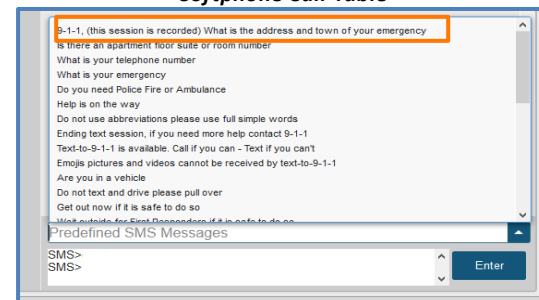 Softphone Call Table
9-1-1, (this session is recorded) What is the address and town of your emergency
Is there an apartment floor suite or room number
What is your telephone number
What is your emergency
Do you need Police Fire or Ambulance
Help is on the way
Do not use abbreviations please use full simple words
Ending text session, if you need more help contact 9-1-1
Text-to-9-1-1 is available. Call if you can - Text if you can't
Emojis pictures and videos cannot be received by text-to-9-1-1
Are you in a vehicle
Do not text and drive please pull over
Get out now if it is safe to do so
Wait outside for First Responders if it is safe to do so
Predefined SMS Messages
SMS>
SMS>
Enter